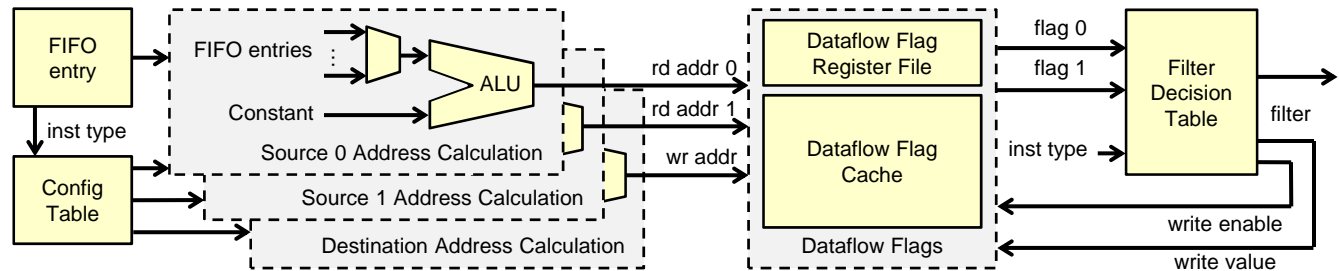 FIFO
entry
inst type
Config
Table
FIFO entries
⋮
Constant
ALU
Source 0 Address Calculation
Source 1 Address Calculation
Destination Address Calculation
rd addr 0
rd addr 1
wr addr
Dataflow Flag
Register File
Dataflow Flag
Cache
Dataflow Flags
flag 0
flag 1
inst type
Filter
Decision
Table
filter
write enable
write value